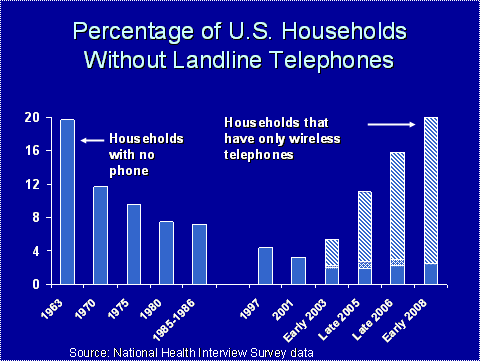 Percentage of U.S. Households
Without Landline Telephones
20
16
12
8
4
0
Households
with no
phone
Households that
have only wireless
telephones
1963
1970
1975
1980
1985-1986
1997
2001
Early 2003
Late 2005
Late 2006
Early 2008
Source: National Health Interview Survey data